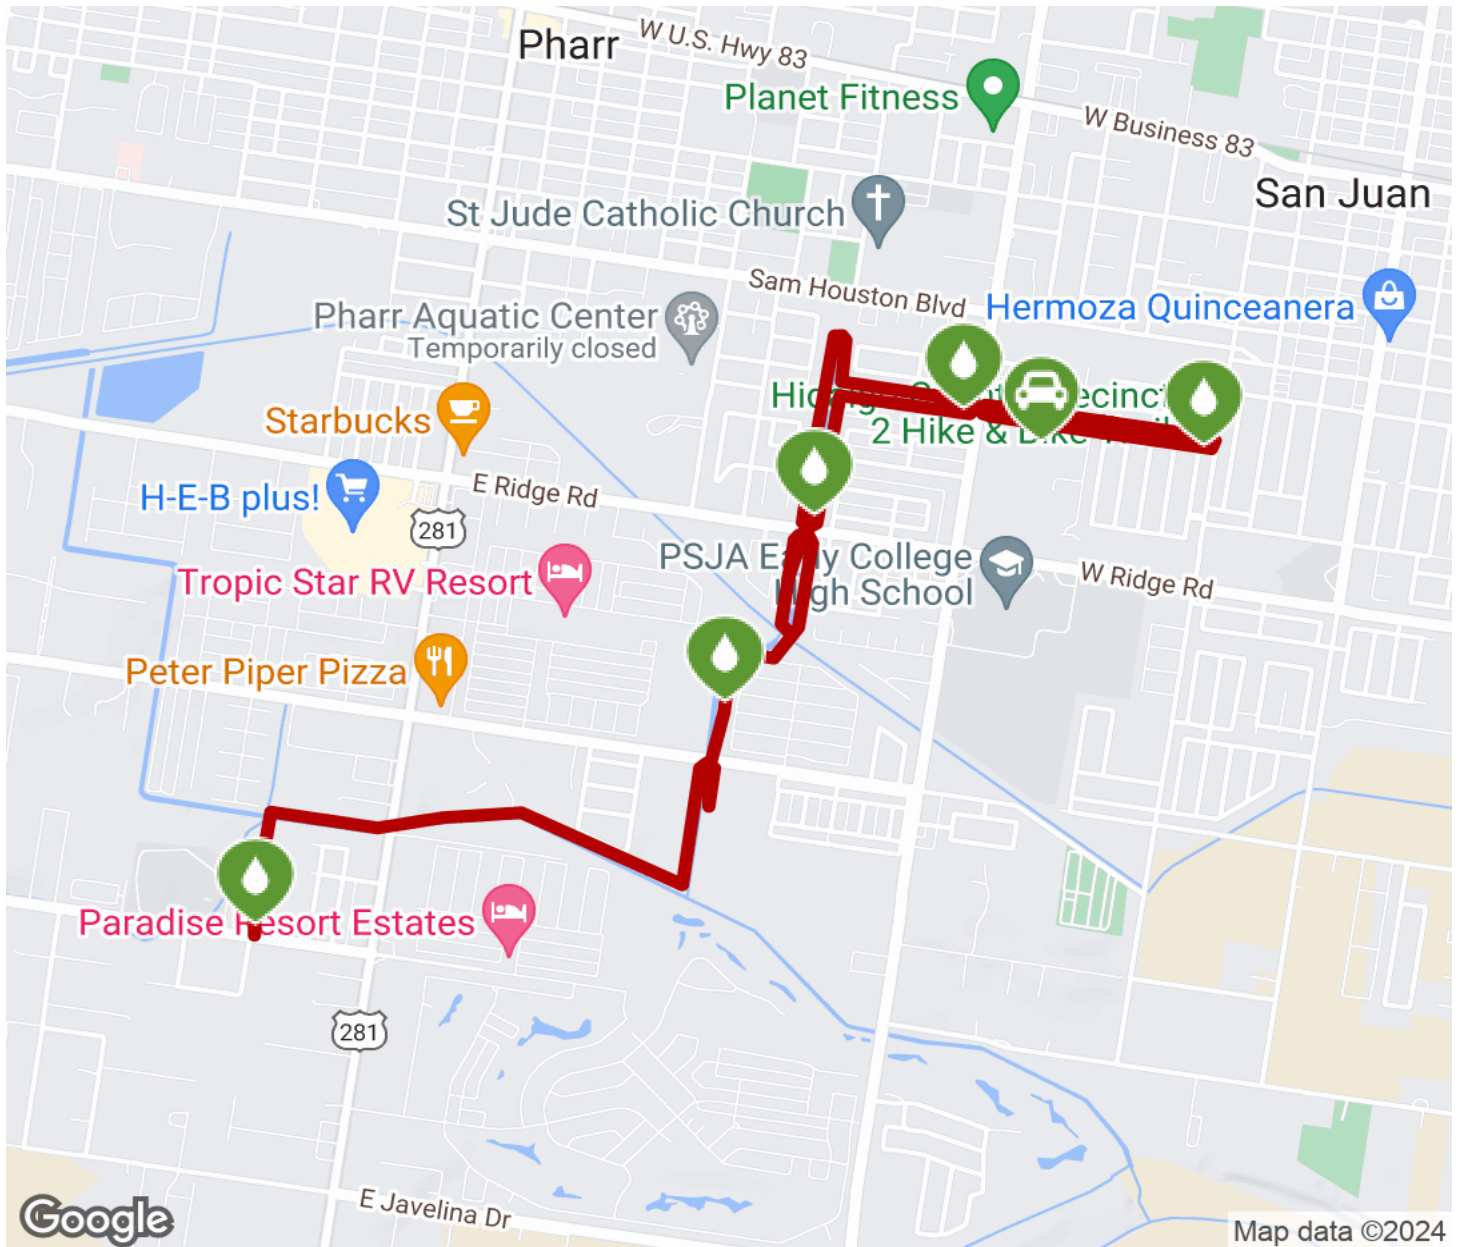 Pharr
W U.S. Hwy 83
Planet Fitness
W Business 83
San Juan
St Jude Catholic Church
Sam Houston Blvd
Hermoza Quinceanera
Pharr Aquatic Center
Temporarily closed
Starbucks
2 Hike &
H-E-B plus!
E Ridge Rd
281
PSJA
College
School
W Ridge Rd
Tropic Star RV Resort
Peter Piper Pizza
Paradise Resort Estates
281
E Javelina Dr
Google
Map data ©2024